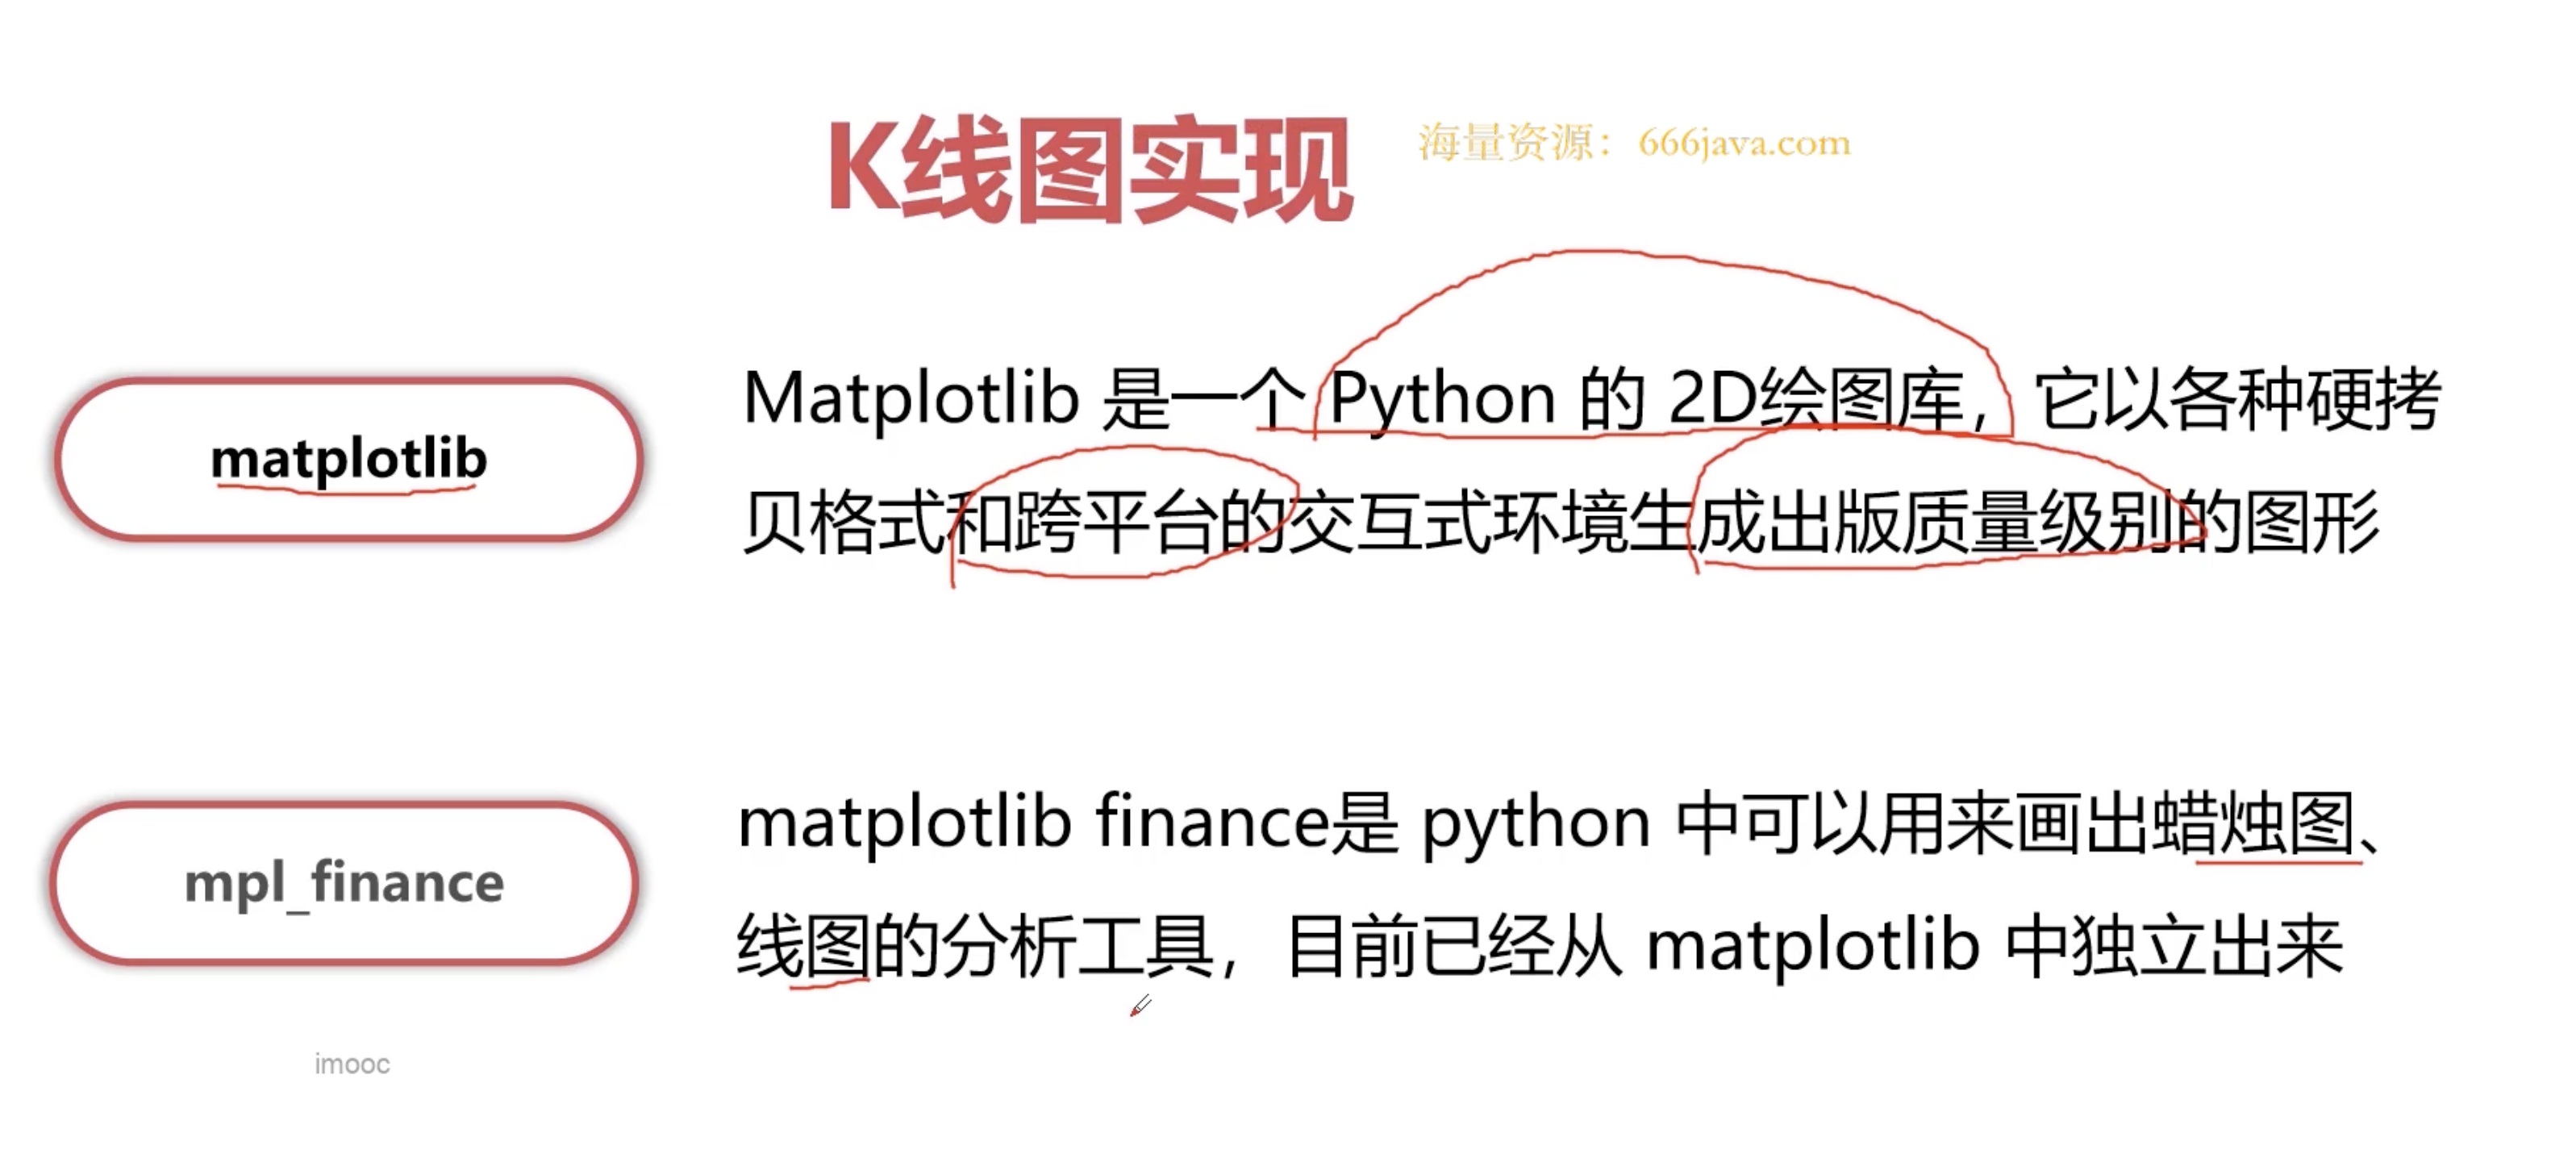 K线图实现
海量资源：666java.com
matplotlib
Matplotlib 是一个 Python 的 2D绘图库，它以各种硬拷
贝格式和跨平台的交互式环境生成出版质量级别的图形
mpl_finance
matplotlib finance是 python 中可以用来画出蜡烛图、
线图的分析工具，目前已经从 matplotlib 中独立出来
imooc